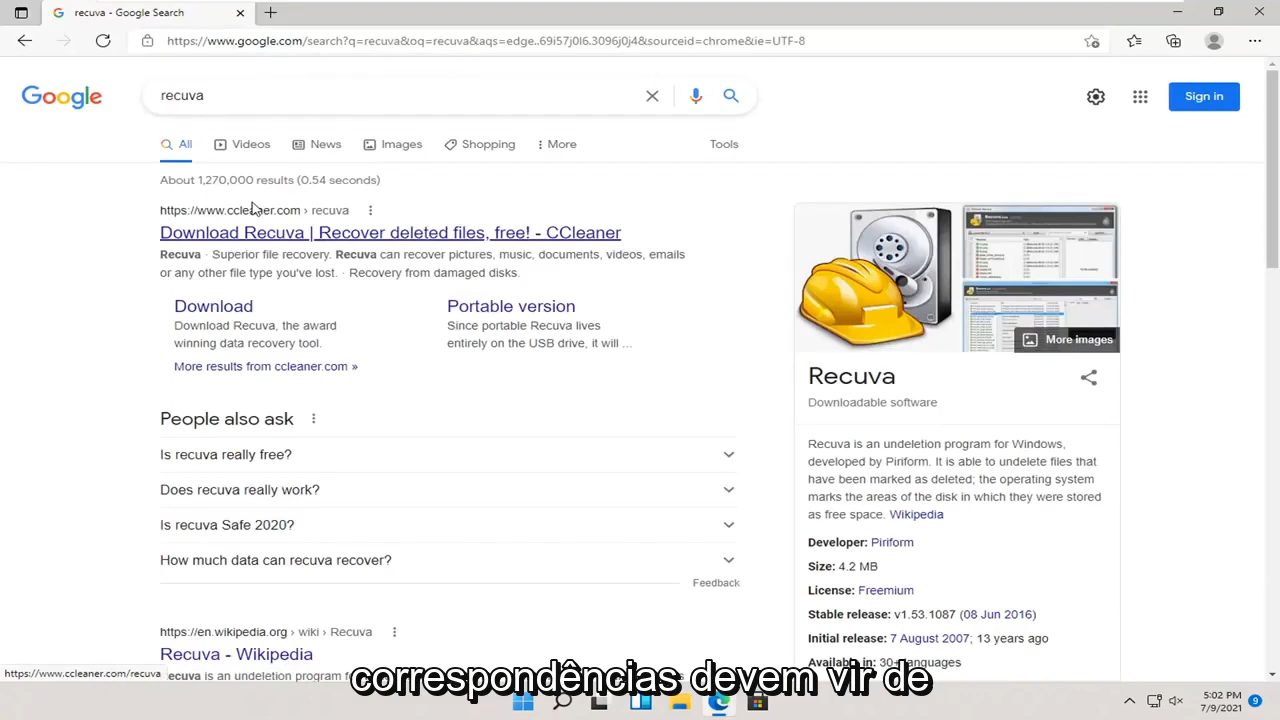 recuva - Google Search
https://www.google.com/search?q=recuva&oq=recuva&aqs=edge..69i57j0l6.3096j0j4&sourceid=chrome&ie=UTF-8
Google
recuva
Sign in
All Videos News Images Shopping More Tools
About 1,270,000 results (0.54 seconds)
https://www.ccleaner.com › recuva
Download Recuva | Recover deleted files, free! - CCleaner
Recuva · Superior file recovery · Recuva can recover pictures, music, documents, videos, emails
or any other file type you've lost. · Recovery from damaged disks.
Download
Download Recuva, an award
winning data recovery tool.
Portable version
Since portable Recuva lives
entirely on the USB drive, it will ...
More results from ccleaner.com »
People also ask
Is recuva really free?
Does recuva really work?
Is recuva Safe 2020?
How much data can recuva recover?
Feedback
https://en.wikipedia.org › wiki › Recuva
Recuva - Wikipedia
More images
Recuva
Downloadable software
Recuva is an undeletion program for Windows,
developed by Piriform. It is able to undelete files that
have been marked as deleted; the operating system
marks the areas of the disk in which they were stored
as free space. Wikipedia
Developer: Piriform
Size: 4.2 MB
License: Freemium
Stable release: v1.53.1087 (08 Jun 2016)
Initial release: 7 August 2007; 13 years ago
Available in: 30+ languages
https://www.ccleaner.com/recuva
correspondências devem vir de
5:02 PM
7/9/2021
9